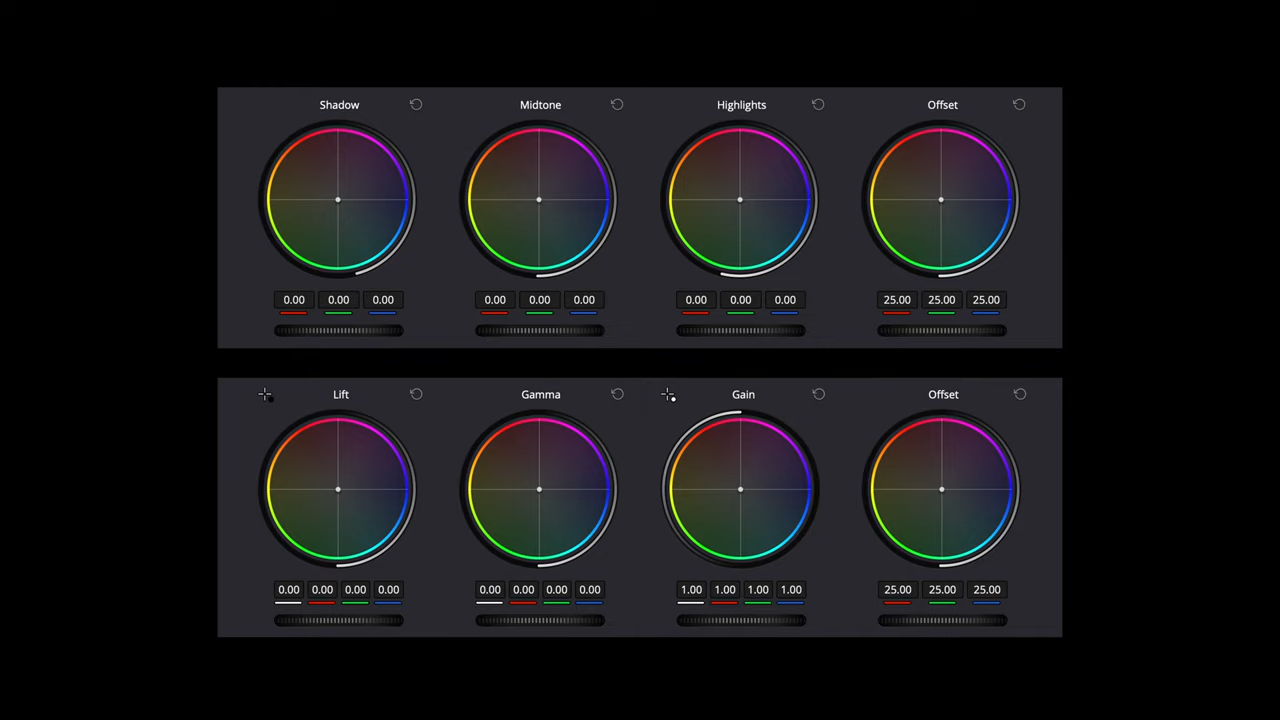 Shadow Midtone Highlights Offset
0.00 0.00 0.00 0.00 0.00 0.00 0.00 0.00 0.00 25.00 25.00 25.00
Lift Gamma Gain Offset
0.00 0.00 0.00 0.00 0.00 0.00 0.00 0.00 1.00 1.00 1.00 1.00 25.00 25.00 25.00